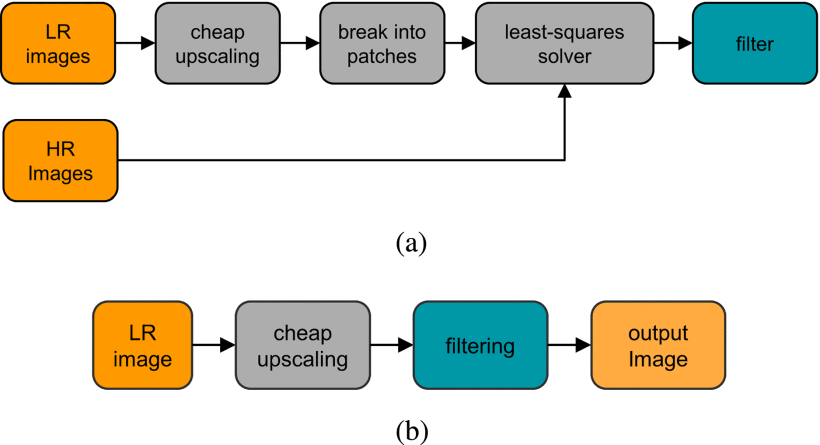 LR
images
cheap
upscaling
break into
patches
least-squares
solver
filter
HR
Images
(a)
LR
image
cheap
upscaling
filtering
output
Image
(b)